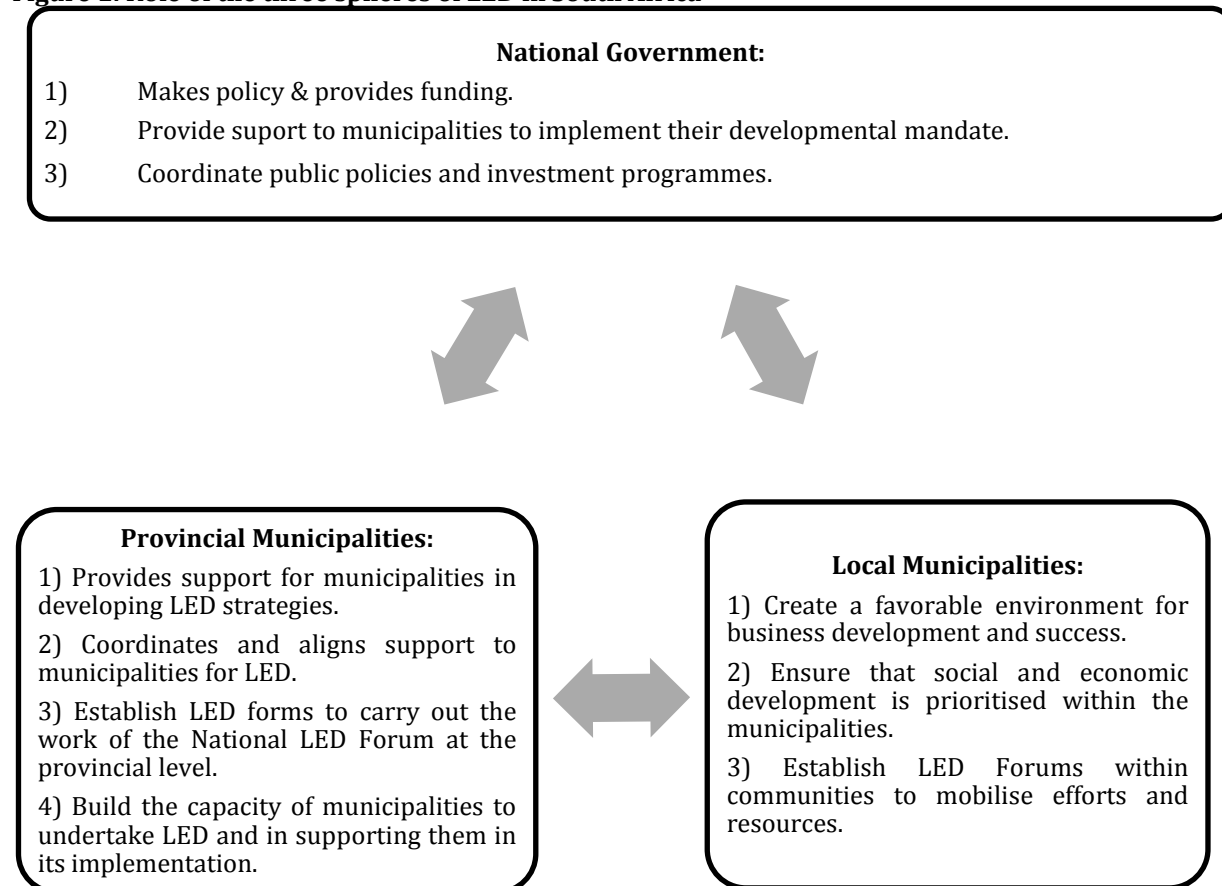 National Government:
1) Makes policy & provides funding.
2) Provide suport to municipalities to implement their developmental mandate.
3) Coordinate public policies and investment programmes.
Provincial Municipalities:
1) Provides support for municipalities in
developing LED strategies.
2) Coordinates and aligns support to
municipalities for LED.
3) Establish LED forms to carry out the
work of the National LED Forum at the
provincial level.
4) Build the capacity of municipalities to
undertake LED and in supporting them in
its implementation.
Local Municipalities:
1) Create a favorable environment for
business development and success.
2) Ensure that social and economic
development is prioritised within the
municipalities.
3) Establish LED Forums within
communities to mobilise efforts and
resources.